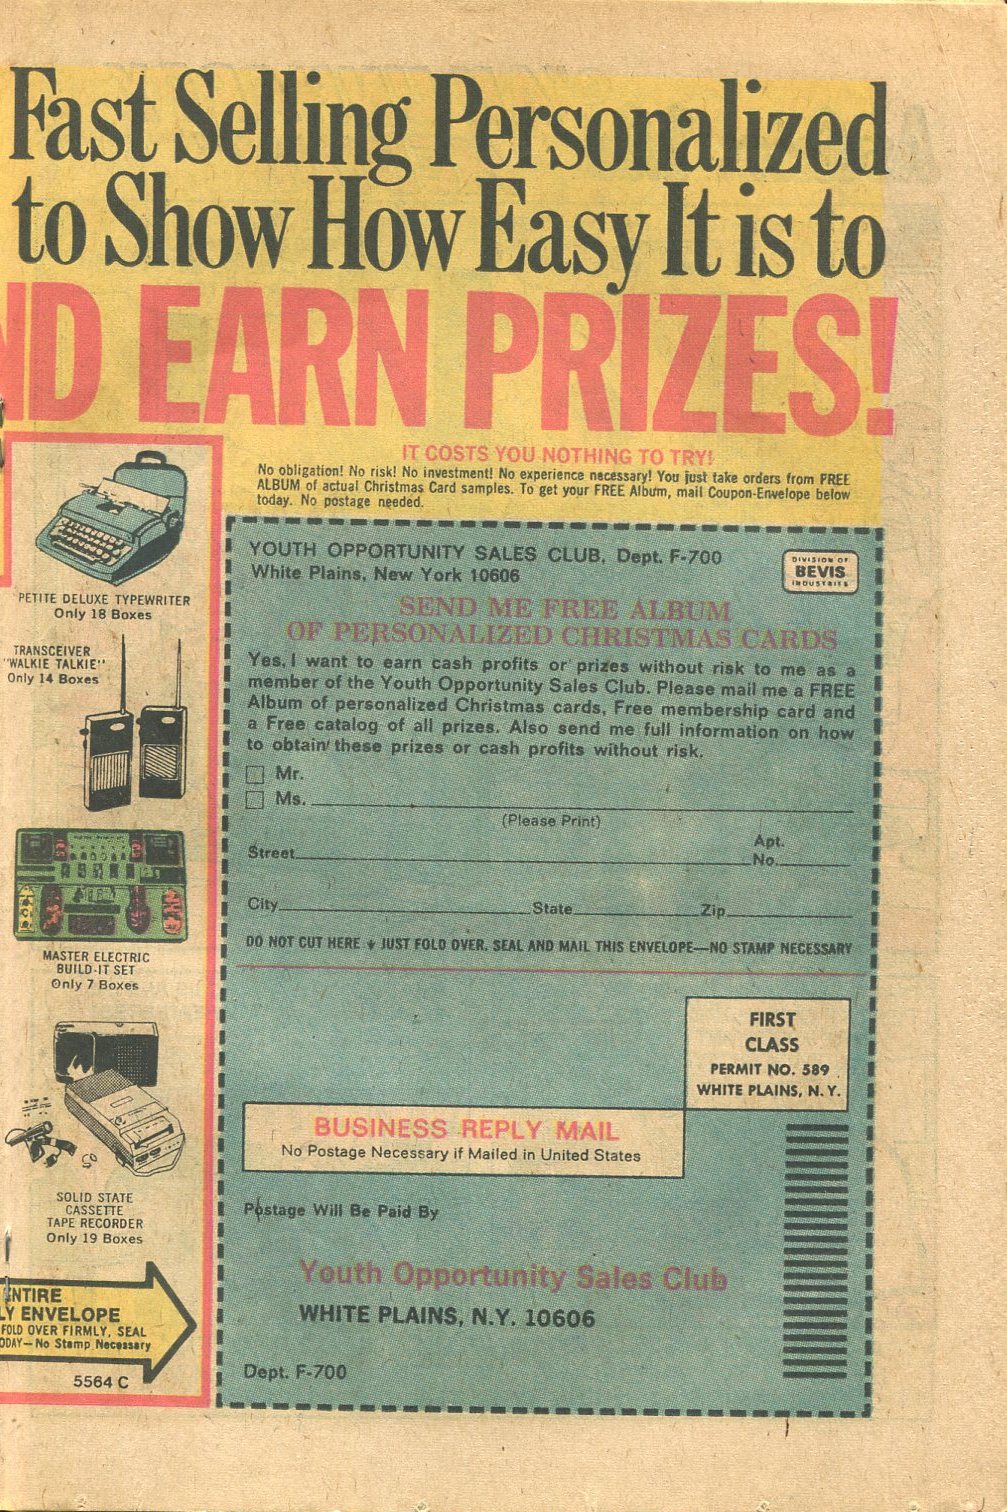 Fast Selling Personalized
to Show How Easy It is to
ND EARN PRIZES!
IT COSTS YOU NOTHING TO TRY!
No obligation! No risk! No investment! No experience necessary! You just take orders from FREE
ALBUM of actual Christmas Card samples. To get your FREE Album, mail Coupon-Envelope below
today. No postage needed.
PETITE DELUXE TYPEWRITER
Only 18 Boxes
TRANSCEIVER
"WALKIE TALKIE"
Only 14 Boxes
MASTER ELECTRIC
BUILD-IT SET
Only 7 Boxes
SOLID STATE
CASSETTE
TAPE RECORDER
Only 19 Boxes
ENTIRE
LY ENVELOPE
FOLD OVER FIRMLY, SEAL
ODAY—No Stamp Necessary
5564 C
YOUTH OPPORTUNITY SALES CLUB, Dept. F-700
White Plains, New York 10606
DIVISION OF
BEVIS
INDUSTRIES
SEND ME FREE ALBUM
OF PERSONALIZED CHRISTMAS CARDS
Yes, I want to earn cash profits or prizes without risk to me as a
member of the Youth Opportunity Sales Club. Please mail me a FREE
Album of personalized Christmas cards, Free membership card and
a Free catalog of all prizes. Also send me full information on how
to obtain these prizes or cash profits without risk.
Mr.
Ms.
(Please Print)
Street Apt. No.
City State Zip
DO NOT CUT HERE JUST FOLD OVER, SEAL AND MAIL THIS ENVELOPE—NO STAMP NECESSARY
FIRST
CLASS
PERMIT NO. 589
WHITE PLAINS, N.Y.
BUSINESS REPLY MAIL
No Postage Necessary if Mailed in United States
Postage Will Be Paid By
Youth Opportunity Sales Club
WHITE PLAINS, N.Y. 10606
Dept. F-700